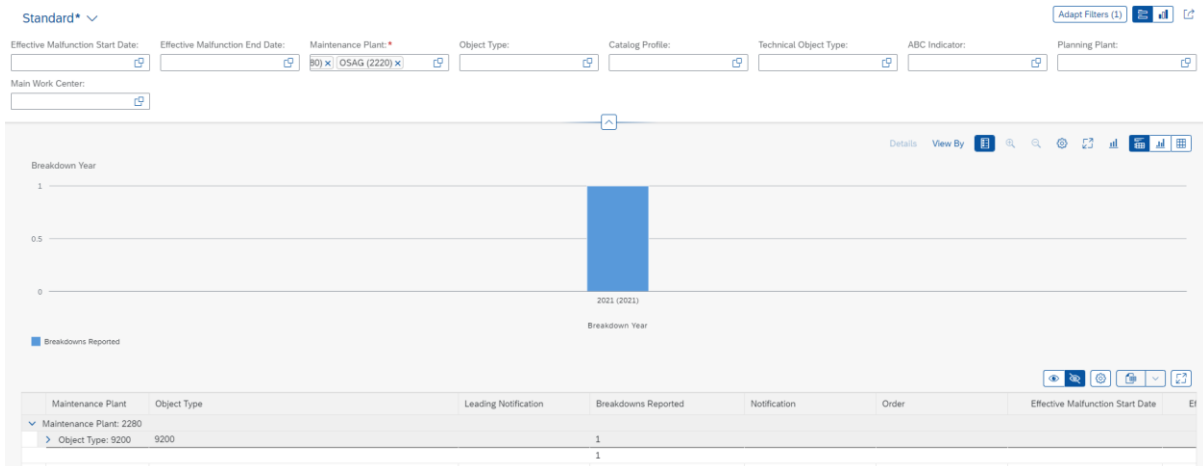 Standard*
Adapt Filters (1)
Effective Malfunction Start Date: Effective Malfunction End Date: Maintenance Plant:* Object Type: Catalog Profile: Technical Object Type: ABC Indicator: Planning Plant:
80) × OSAG (2220) ×
Main Work Center:
Details View By
Breakdown Year
1
0.5
0
2021 (2021)
Breakdown Year
Breakdowns Reported
Maintenance Plant Object Type Leading Notification Breakdowns Reported Notification Order Effective Malfunction Start Date Ef
Maintenance Plant: 2280
Object Type: 9200 9200 1
1